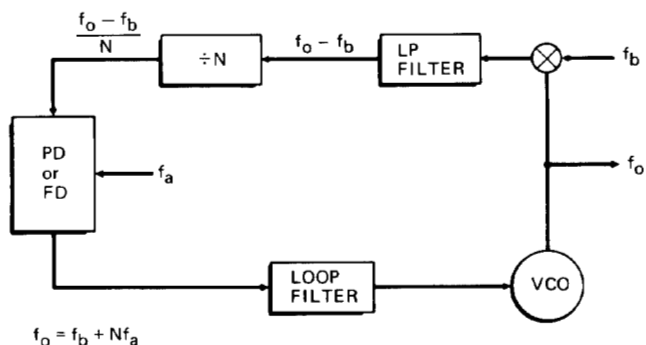 f_o – f_b
N
÷N
f_o – f_b
LP
FILTER
f_b
PD
or
FD
f_a
f_o
LOOP
FILTER
VCO
f_o = f_b + Nf_a